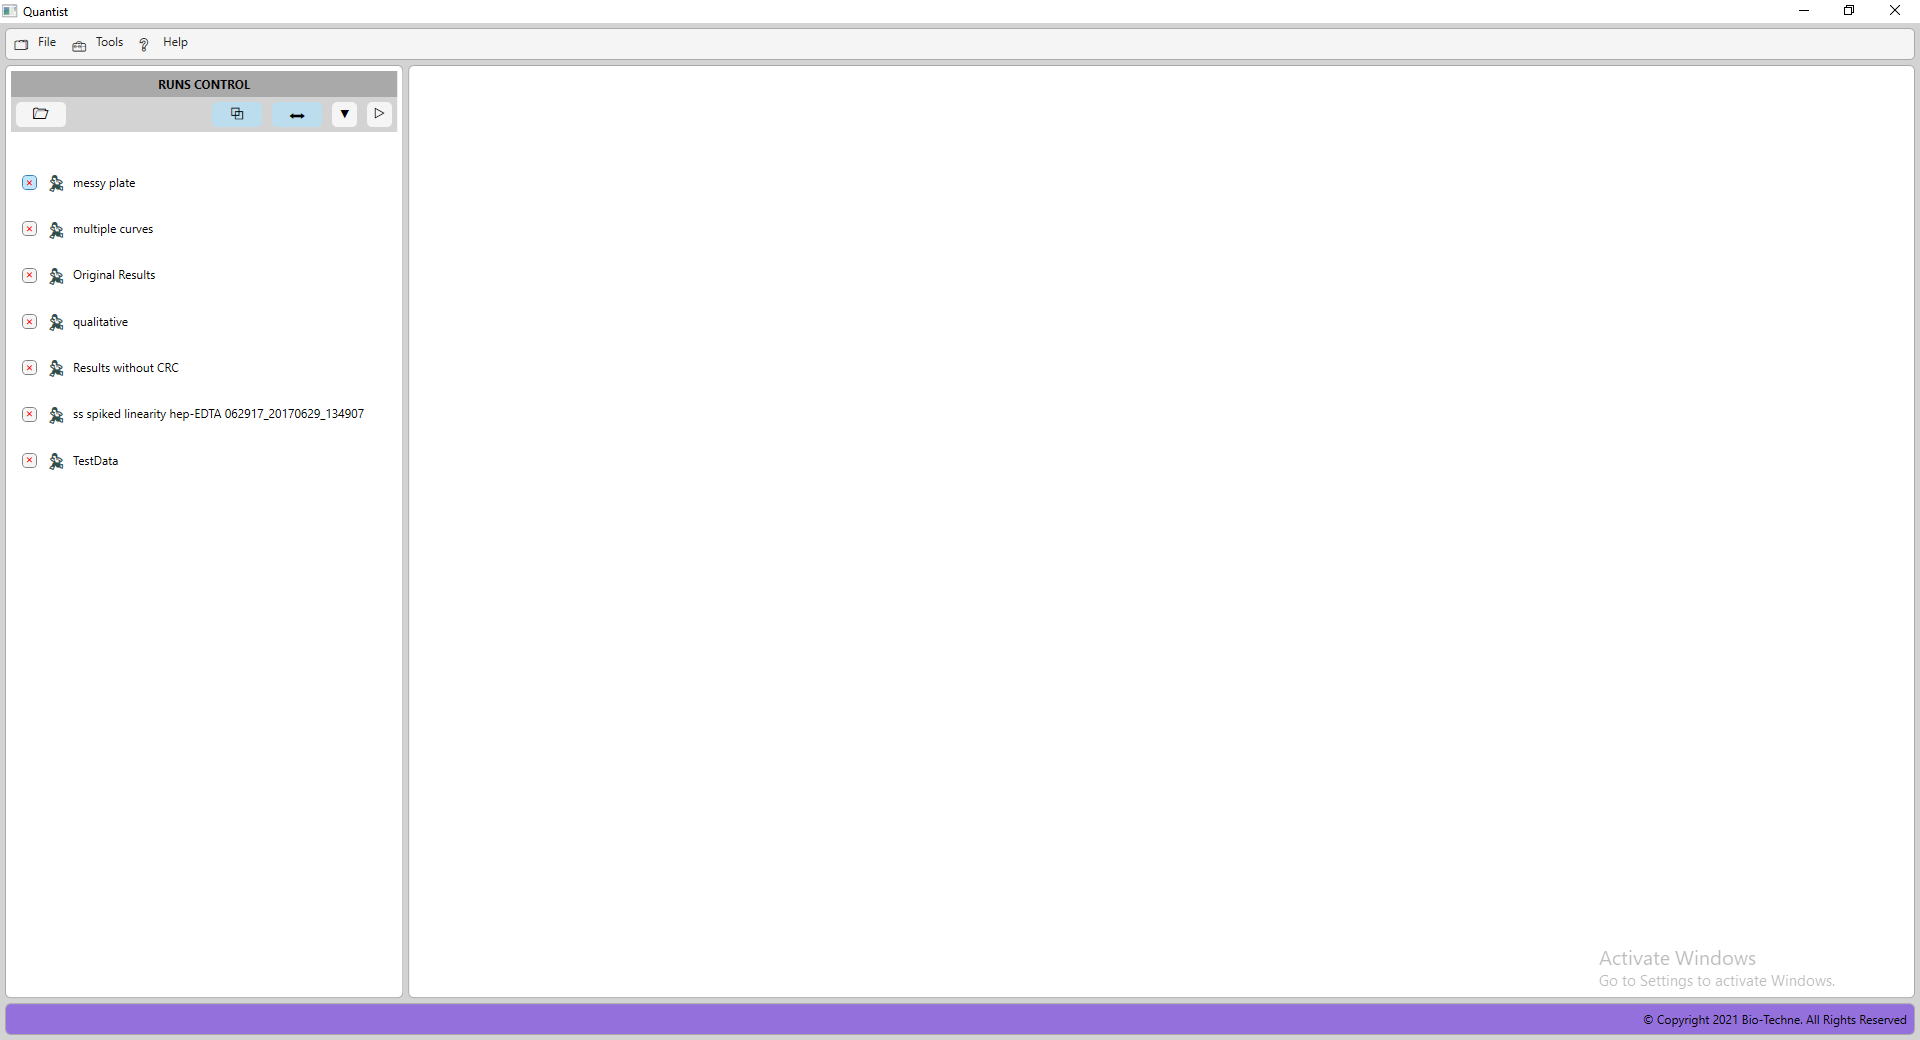 Quantist
File Tools Help
RUNS CONTROL
messy plate
multiple curves
Original Results
qualitative
Results without CRC
ss spiked linearity hep-EDTA 062917_20170629_134907
TestData
Activate Windows
Go to Settings to activate Windows.
© Copyright 2021 Bio-Techne. All Rights Reserved